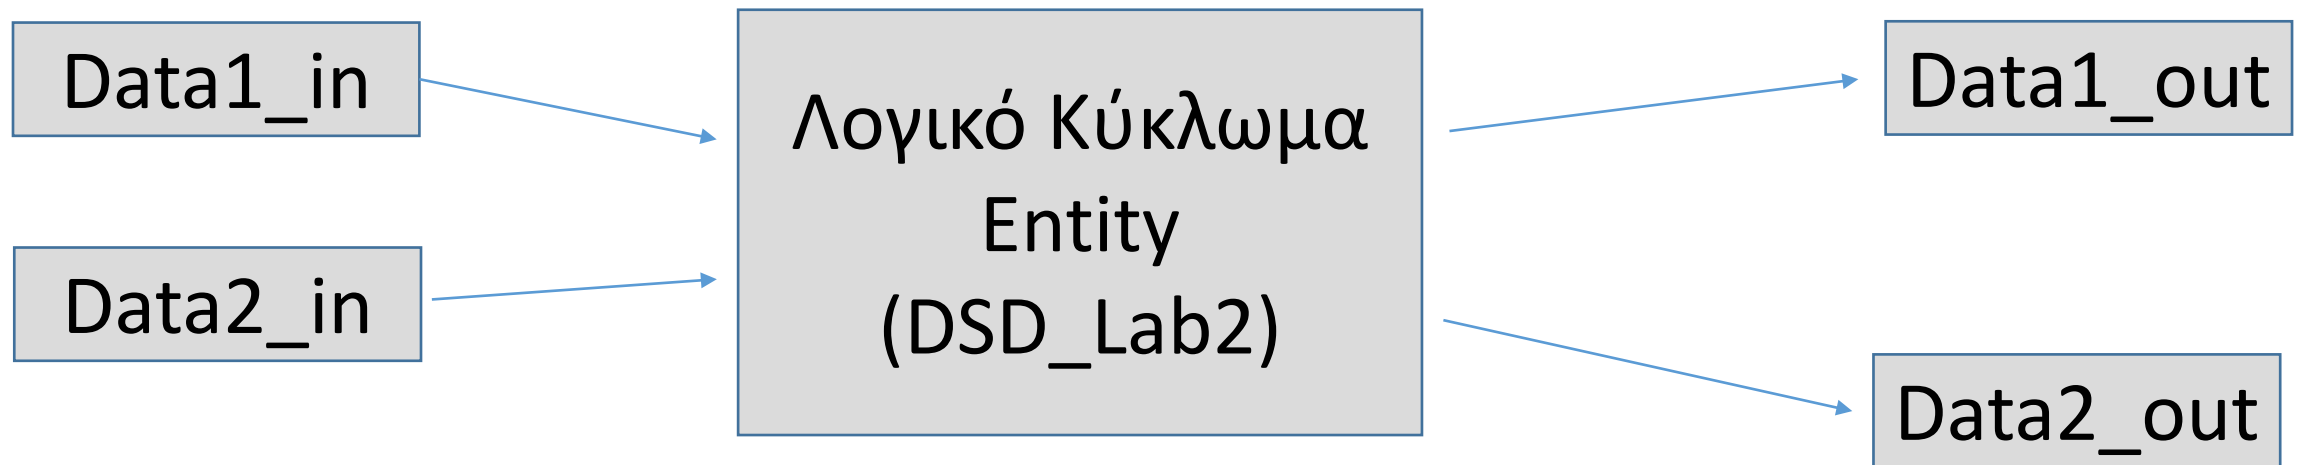 Data1_in
Data2_in
Λογικό Κύκλωμα
Entity
(DSD_Lab2)
Data1_out
Data2_out